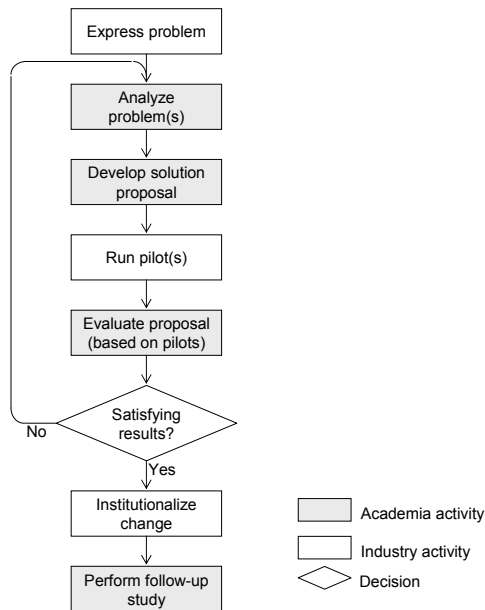 Express problem
Analyze
problem(s)
Develop solution
proposal
Run pilot(s)
Evaluate proposal
(based on pilots)
Satisfying
results?
No
Yes
Institutionalize
change
Perform follow-up
study
Academia activity
Industry activity
Decision